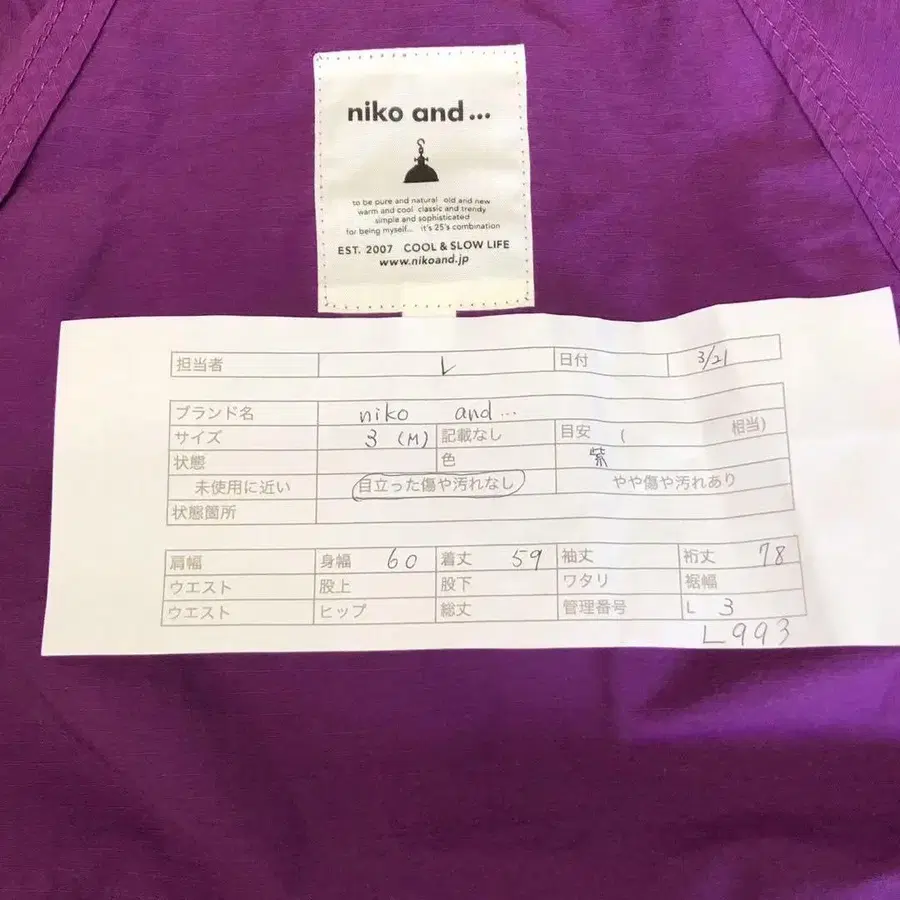 niko and...
to be pure and natural old and new
warm and cool classic and trendy
simple and sophisticated
for being myself... it's 25's combination
EST. 2007 COOL & SLOW LIFE
www.nikoand.jp
担当者 L 日付 3/21
ブランド名 niko and...
サイズ 3 (M) 記載なし 目安 ( 相当)
状態 色 紫
未使用に近い 目立った傷や汚れなし やや傷や汚れあり
状態箇所
肩幅 身幅 60 着丈 59 袖丈 裄丈 78
ウエスト 股上 股下 ワタリ 裾幅
ウエスト ヒップ 総丈 管理番号 L 3
L993